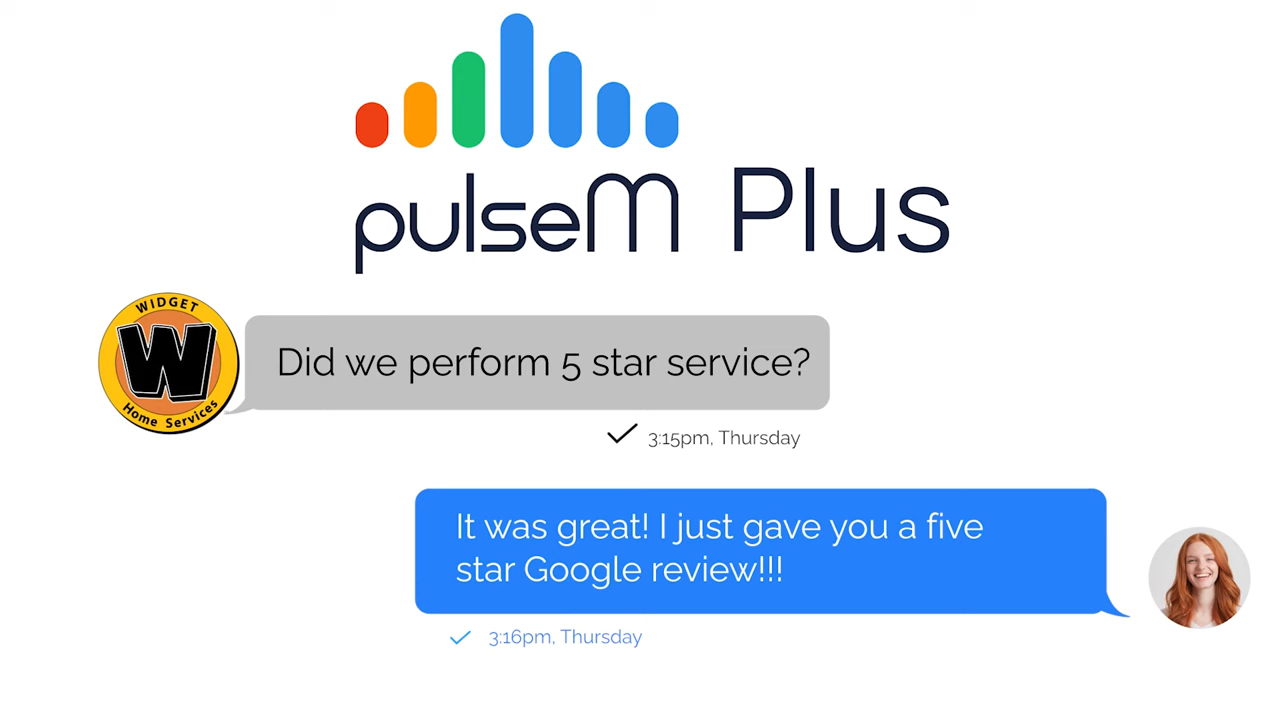 pulseM Plus
WIDGET
W
Home Services
Did we perform 5 star service?
3:15pm, Thursday
It was great! I just gave you a five
star Google review!!!
3:16pm, Thursday